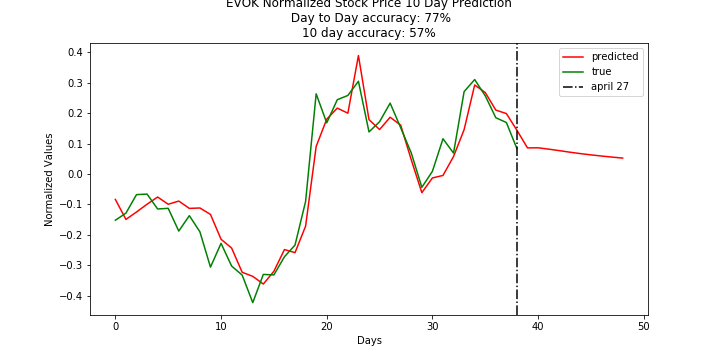 EVOK Normalized Stock Price 10 Day Prediction
Day to Day accuracy: 77%
10 day accuracy: 57%
predicted
true
april 27
Normalized Values
0.4
0.3
0.2
0.1
0.0
−0.1
−0.2
−0.3
−0.4
0
10
20
30
40
50
Days